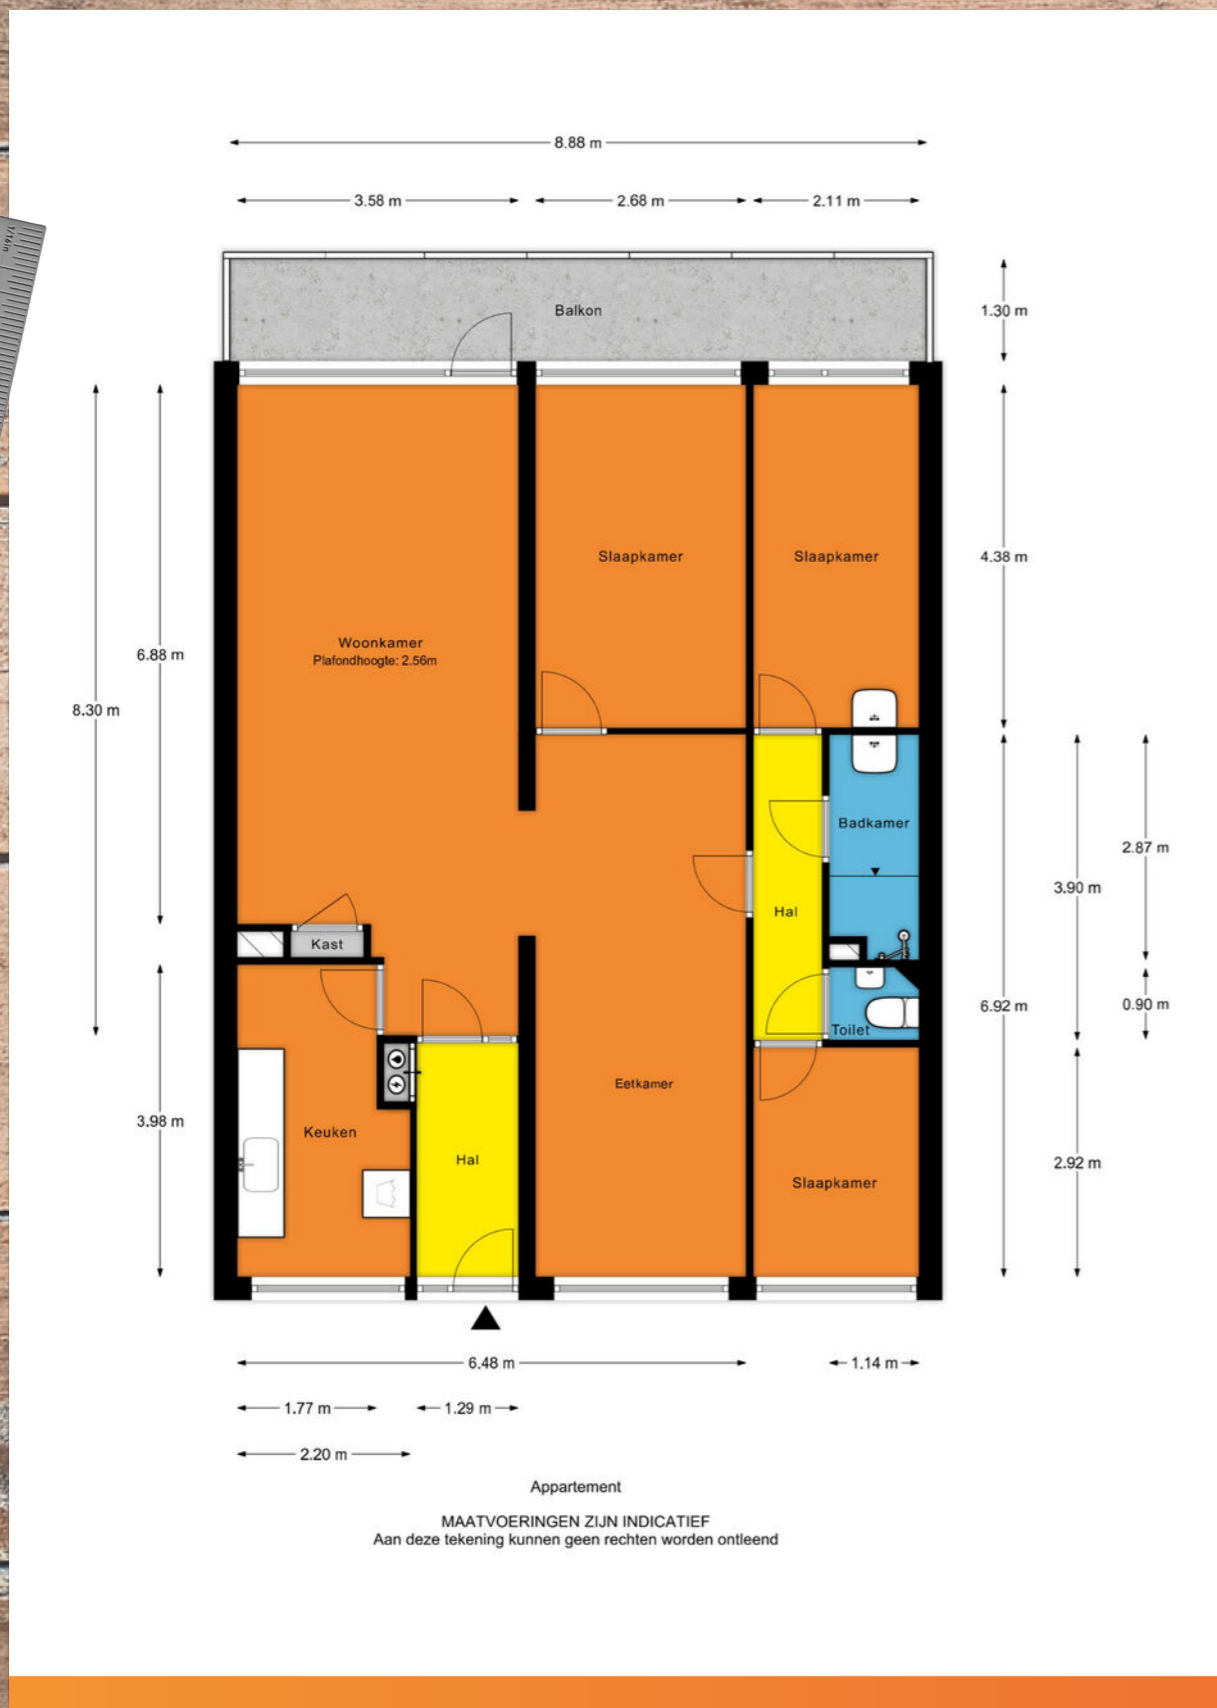 8.88 m
3.58 m
2.68 m
2.11 m
1/16in
Balkon
1.30 m
Slaapkamer
Slaapkamer
4.38 m
Woonkamer
Plafondhoogte: 2.56m
6.88 m
8.30 m
Badkamer
2.87 m
3.90 m
Hal
Kast
6.92 m
0.90 m
Toilet
Eetkamer
3.98 m
Keuken
Hal
2.92 m
Slaapkamer
6.48 m
1.14 m
1.77 m
1.29 m
2.20 m
Appartement
MAATVOERINGEN ZIJN INDICATIEF
Aan deze tekening kunnen geen rechten worden ontleend